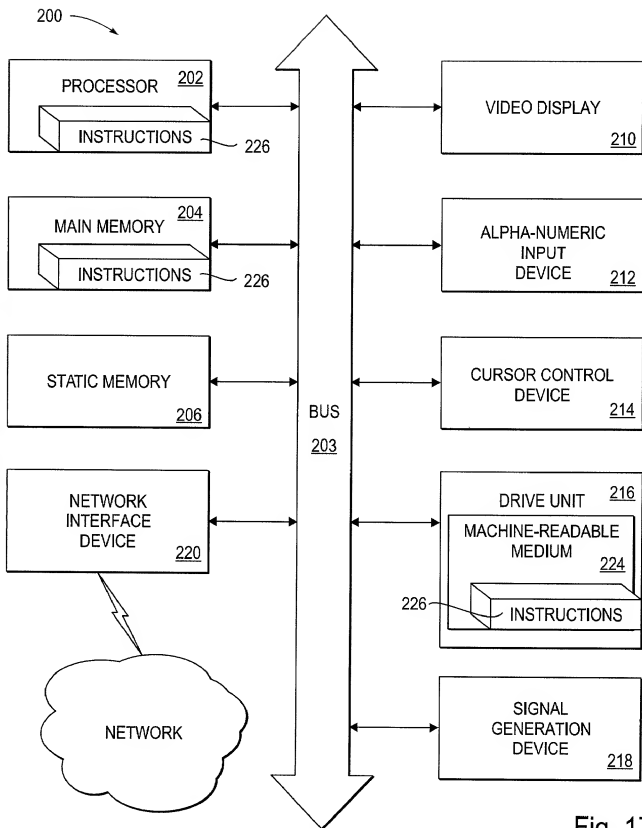 200
PROCESSOR
202
INSTRUCTIONS
226
MAIN MEMORY
204
INSTRUCTIONS
226
STATIC MEMORY
206
NETWORK
INTERFACE
DEVICE
220
NETWORK
BUS
203
VIDEO DISPLAY
210
ALPHA-NUMERIC
INPUT
DEVICE
212
CURSOR CONTROL
DEVICE
214
DRIVE UNIT
216
MACHINE-READABLE
MEDIUM
224
226
INSTRUCTIONS
SIGNAL
GENERATION
DEVICE
218
Fig.